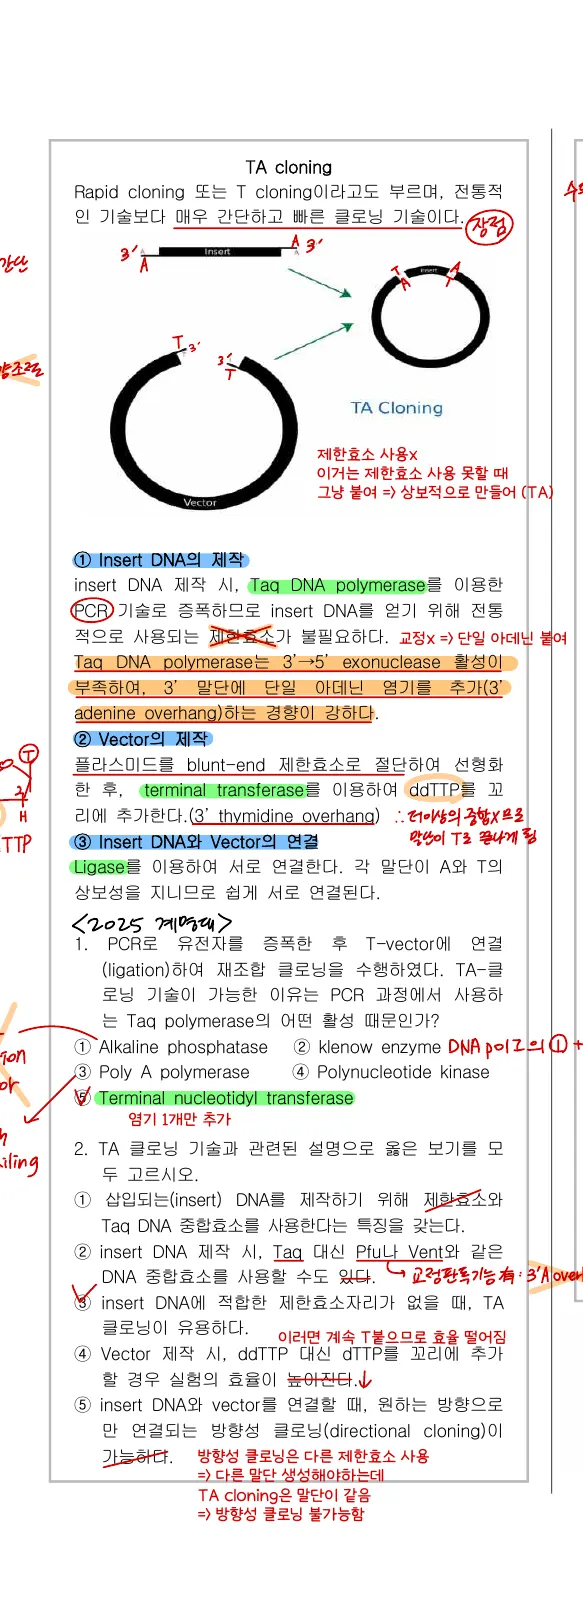 TA cloning
Rapid cloning 또는 T cloning이라고도 부르며, 전통적
인 기술보다 매우 간단하고 빠른 클로닝 기술이다.
장점
간단
3' A Insert A 3'
T A Insert A T
T 3' 3' T
TA Cloning
Vector
제한효소 사용x
이거는 제한효소 사용 못할 때
그냥 붙여 => 상보적으로 만들어 (TA)
① Insert DNA의 제작
insert DNA 제작 시, Taq DNA polymerase를 이용한
PCR 기술로 증폭하므로 insert DNA를 얻기 위해 전통
적으로 사용되는 제한효소가 불필요하다. 교정x => 단일 아데닌 붙여
Taq DNA polymerase는 3'→5' exonuclease 활성이
부족하여, 3' 말단에 단일 아데닌 염기를 추가(3'
adenine overhang)하는 경향이 강하다.
② Vector의 제작
플라스미드를 blunt-end 제한효소로 절단하여 선형화
한 후, terminal transferase를 이용하여 ddTTP를 꼬
리에 추가한다.(3' thymidine overhang) ∴더이상의 중합X므로
말단이 T로 끝나게 됨
T
H
TTP
③ Insert DNA와 Vector의 연결
Ligase를 이용하여 서로 연결한다. 각 말단이 A와 T의
상보성을 지니므로 쉽게 서로 연결된다.
<2025 계명대>
1. PCR로 유전자를 증폭한 후 T-vector에 연결
(ligation)하여 재조합 클로닝을 수행하였다. TA-클
로닝 기술이 가능한 이유는 PCR 과정에서 사용하
는 Taq polymerase의 어떤 활성 때문인가?
① Alkaline phosphatase ② klenow enzyme DNA p이그의 ① +
③ Poly A polymerase ④ Polynucleotide kinase
⑤ Terminal nucleotidyl transferase
염기 1개만 추가
iling
2. TA 클로닝 기술과 관련된 설명으로 옳은 보기를 모
두 고르시오.
① 삽입되는(insert) DNA를 제작하기 위해 제한효소와
Taq DNA 중합효소를 사용한다는 특징을 갖는다.
② insert DNA 제작 시, Taq 대신 Pfu나 Vent와 같은
DNA 중합효소를 사용할 수도 있다. 교정판독기능 有: 3'A over
③ insert DNA에 적합한 제한효소자리가 없을 때, TA
클로닝이 유용하다.
이러면 계속 T붙으므로 효율 떨어짐
④ Vector 제작 시, ddTTP 대신 dTTP를 꼬리에 추가
할 경우 실험의 효율이 높아진다.↓
⑤ insert DNA와 vector를 연결할 때, 원하는 방향으로
만 연결되는 방향성 클로닝(directional cloning)이
가능하다. 방향성 클로닝은 다른 제한효소 사용
=> 다른 말단 생성해야하는데
TA cloning은 말단이 같음
=> 방향성 클로닝 불가능함